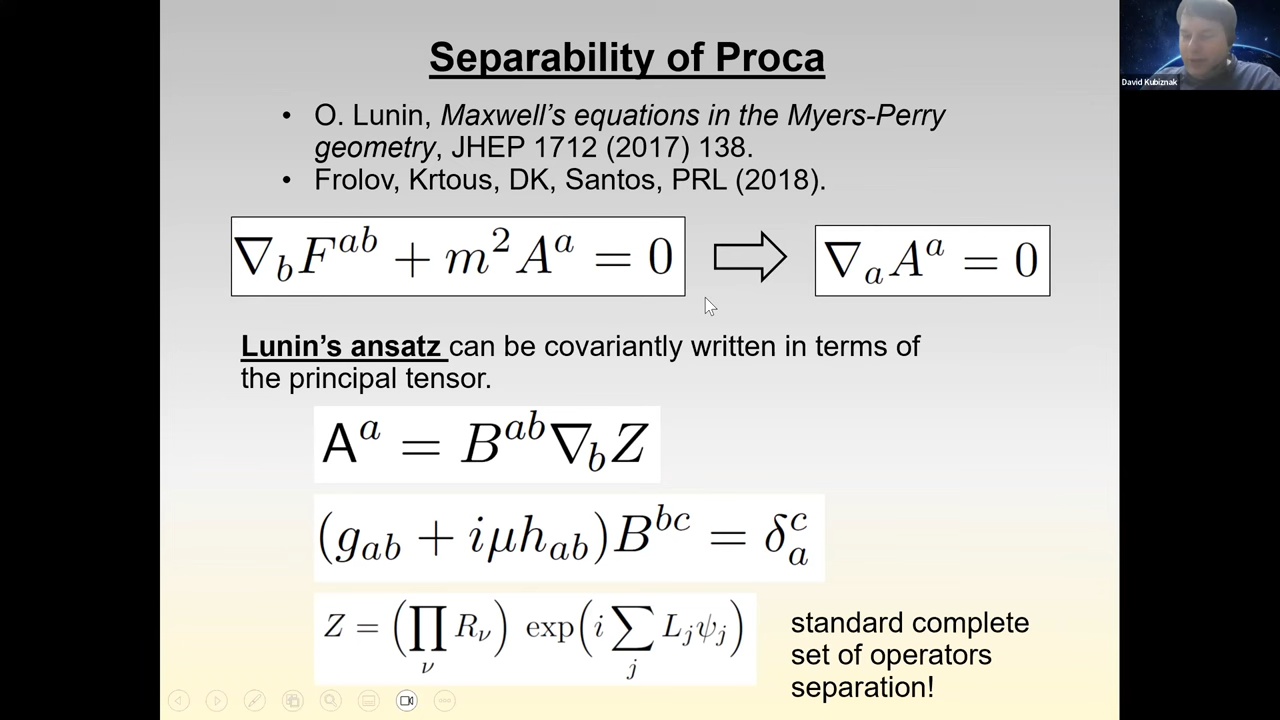 Separability of Proca
David Kubiznak
• O. Lunin, Maxwell's equations in the Myers-Perry
geometry, JHEP 1712 (2017) 138.
• Frolov, Krtous, DK, Santos, PRL (2018).
∇_b F^{ab} + m^2 A^a = 0 ⇨ ∇_a A^a = 0
Lunin's ansatz can be covariantly written in terms of
the principal tensor.
A^a = B^{ab} ∇_b Z
(g_{ab} + iμh_{ab})B^{bc} = δ_a^c
Z = (∏_ν R_ν) exp(i ∑_j L_j ψ_j)
standard complete
set of operators
separation!